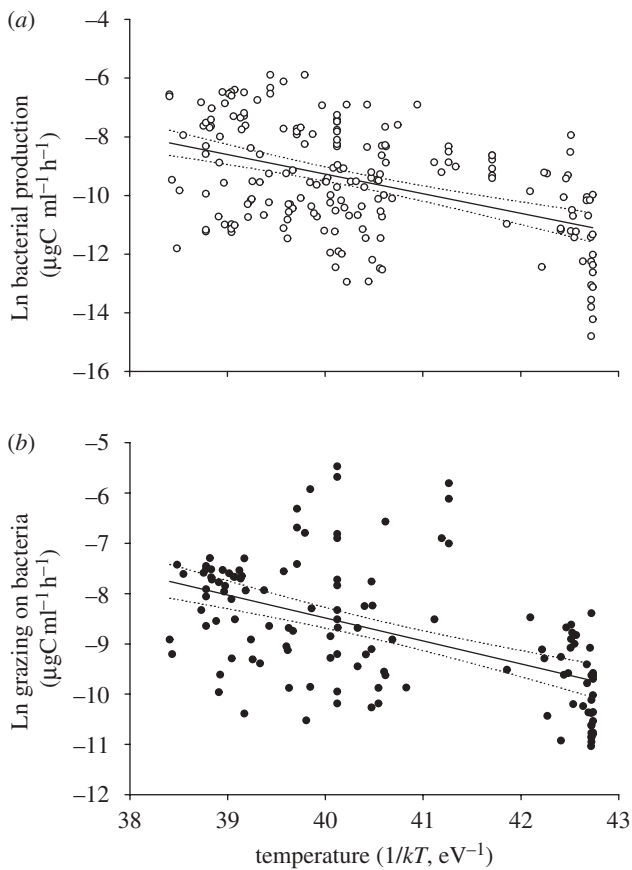 (a)
Ln bacterial production
(μgC ml⁻¹ h⁻¹)
–4
–6
–8
–10
–12
–14
–16
(b)
Ln grazing on bacteria
(μgC ml⁻¹ h⁻¹)
–5
–6
–7
–8
–9
–10
–11
–12
38 39 40 41 42 43
temperature (1/kT, eV⁻¹)